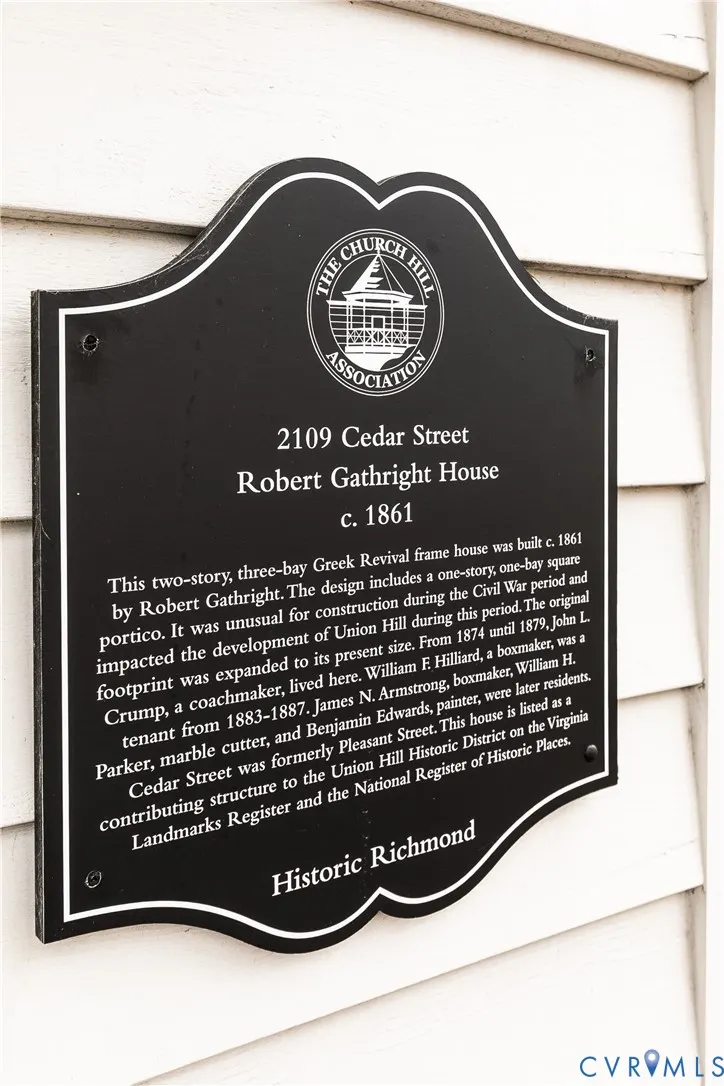 THE CHURCH HILL
ASSOCIATION
2109 Cedar Street
Robert Gathright House
c. 1861
This two-story, three-bay Greek Revival frame house was built c. 1861
by Robert Gathright. The design includes a one-story, one-bay square
portico. It was unusual for construction during the Civil War period and
impacted the development of Union Hill during this period. The original
footprint was expanded to its present size. From 1874 until 1879, John L.
Crump, a coachmaker, lived here. William F. Hilliard, a boxmaker, was a
tenant from 1883-1887. James N. Armstrong, boxmaker, William H.
Parker, marble cutter, and Benjamin Edwards, painter, were later residents.
Cedar Street was formerly Pleasant Street. This house is listed as a
contributing structure to the Union Hill Historic District on the Virginia
Landmarks Register and the National Register of Historic Places.
Historic Richmond
CVRMLS